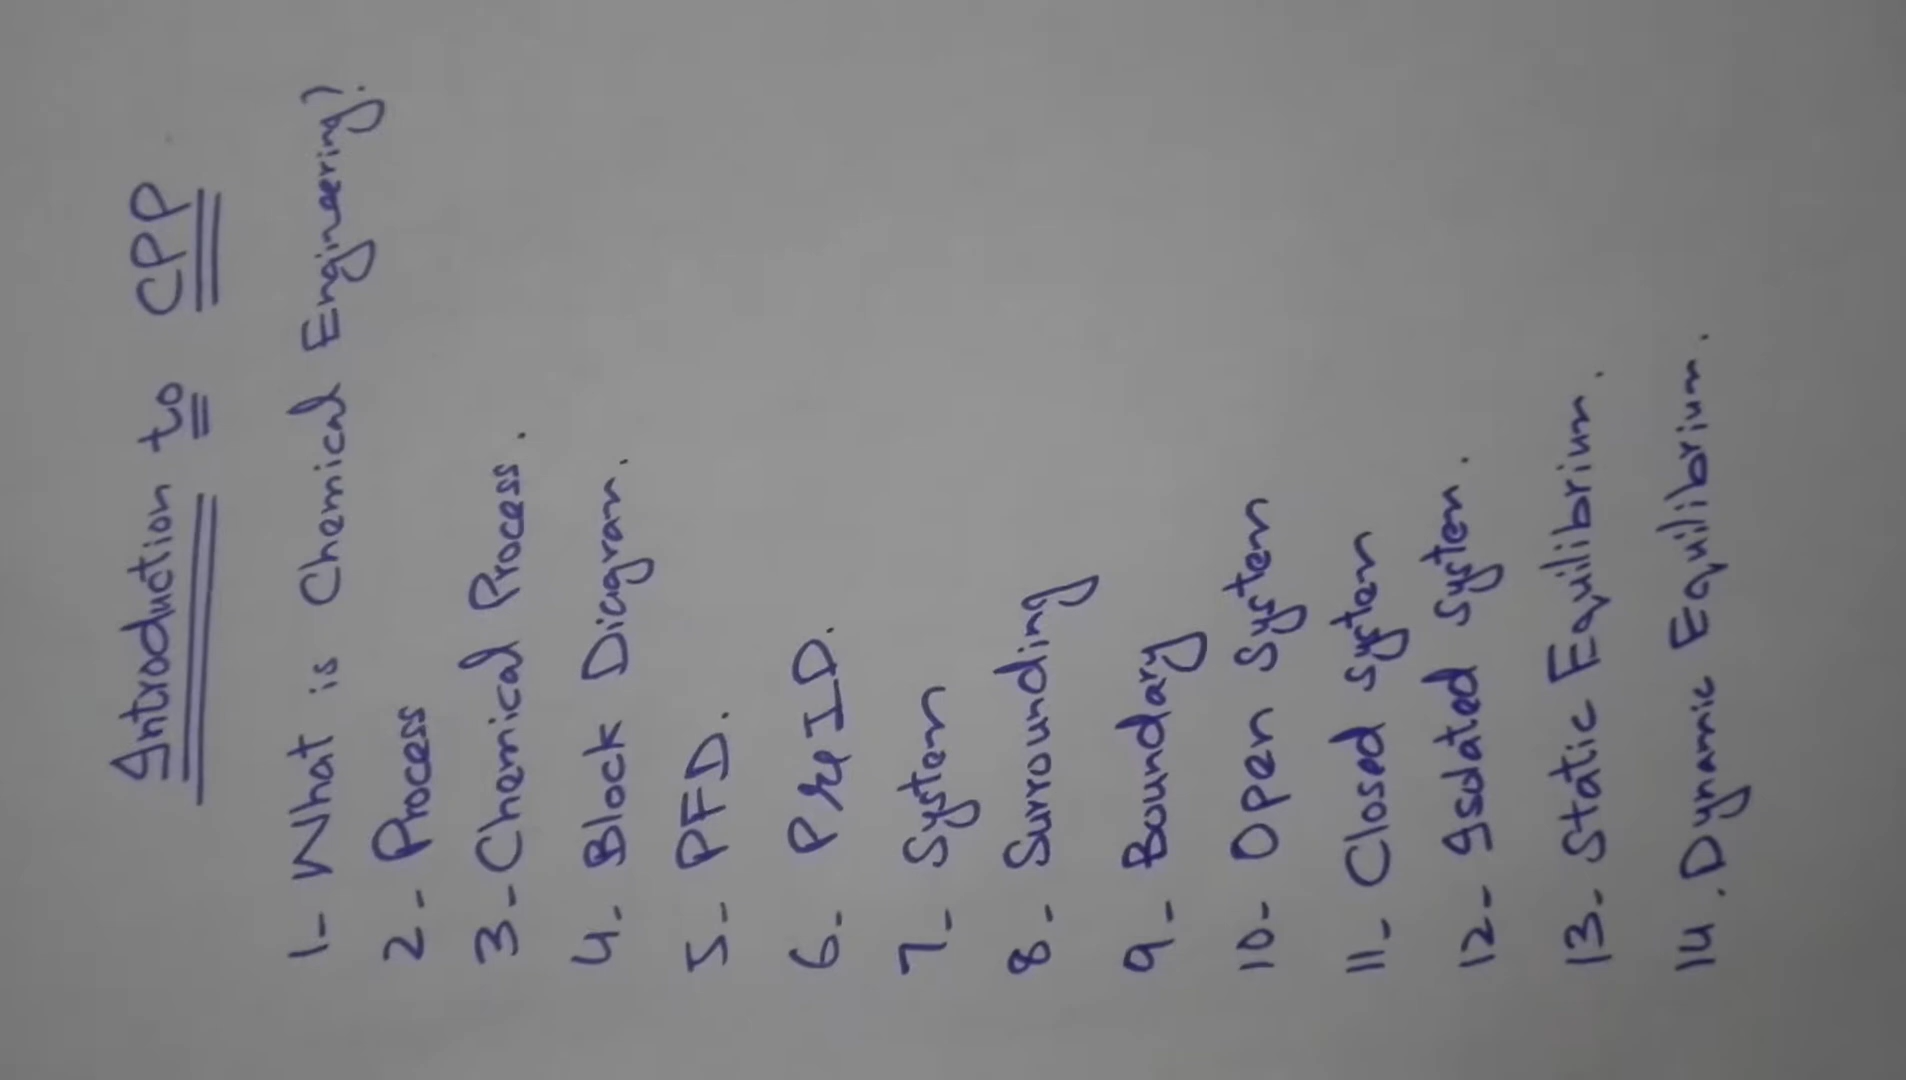 Introduction to CPP
1- What is Chemical Engineering?
2- Process
3- Chemical Process.
4- Block Diagram.
5- PFD.
6- P & I D.
7- System
8- Surrounding
9- Boundary
10- Open System
11- Closed System
12- Isolated System.
13- Static Equilibrium.
14. Dynamic Equilibrium.